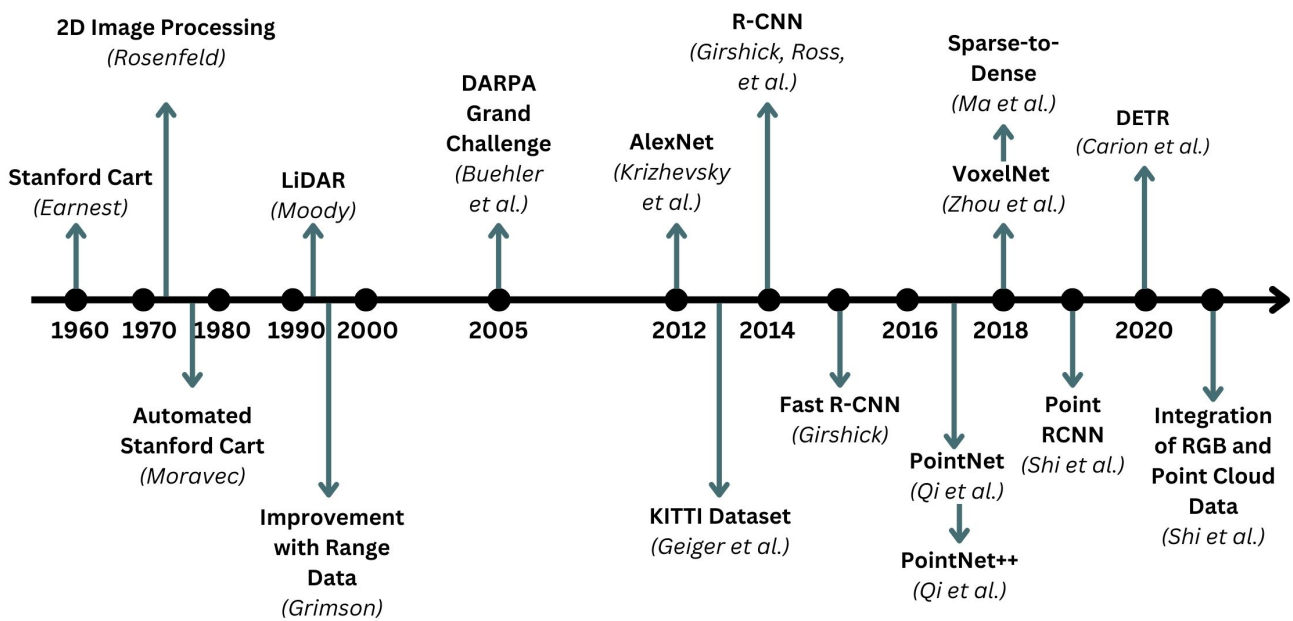 2D Image Processing
(Rosenfeld)
Stanford Cart
(Earnest)
LiDAR
(Moody)
DARPA
Grand
Challenge
(Buehler
et al.)
AlexNet
(Krizhevsky
et al.)
R-CNN
(Girshick, Ross,
et al.)
Sparse-to-
Dense
(Ma et al.)
VoxelNet
(Zhou et al.)
DETR
(Carion et al.)
1960 1970 1980 1990 2000 2005 2012 2014 2016 2018 2020
Automated
Stanford Cart
(Moravec)
Improvement
with Range
Data
(Grimson)
KITTI Dataset
(Geiger et al.)
Fast R-CNN
(Girshick)
PointNet
(Qi et al.)
PointNet++
(Qi et al.)
Point
RCNN
(Shi et al.)
Integration
of RGB and
Point Cloud
Data
(Shi et al.)